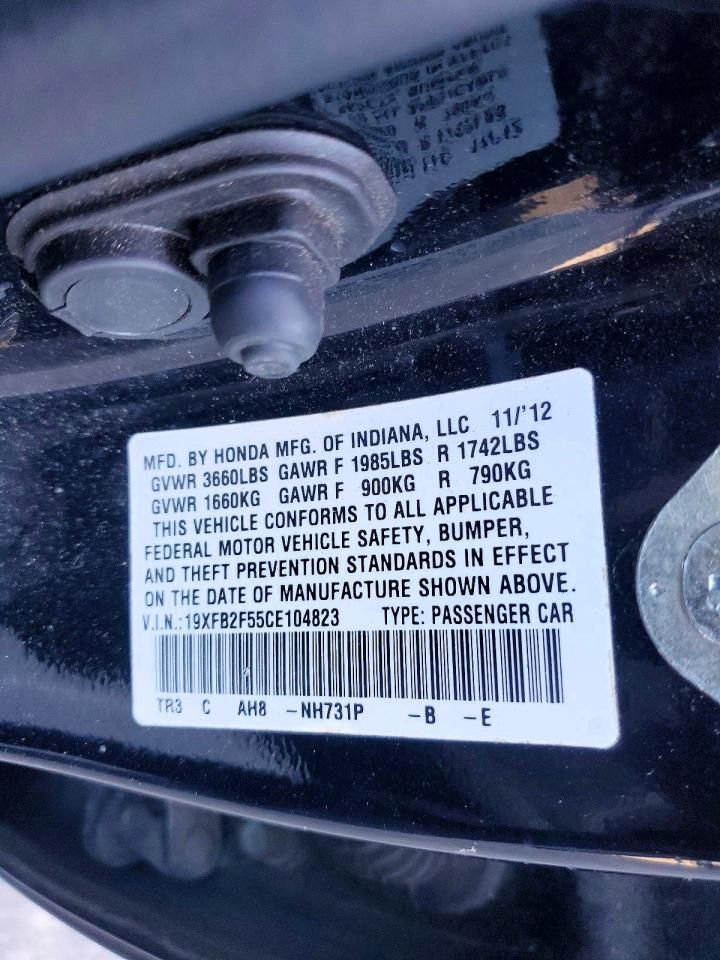 MFD. BY HONDA MFG. OF INDIANA, LLC 11/'12
GVWR 3660LBS GAWR F 1985LBS R 1742LBS
GVWR 1660KG GAWR F 900KG R 790KG
THIS VEHICLE CONFORMS TO ALL APPLICABLE
FEDERAL MOTOR VEHICLE SAFETY, BUMPER,
AND THEFT PREVENTION STANDARDS IN EFFECT
ON THE DATE OF MANUFACTURE SHOWN ABOVE.
V.I.N.:19XFB2F55CE104823 TYPE: PASSENGER CAR
TR3 C AH8 -NH731P -B -E